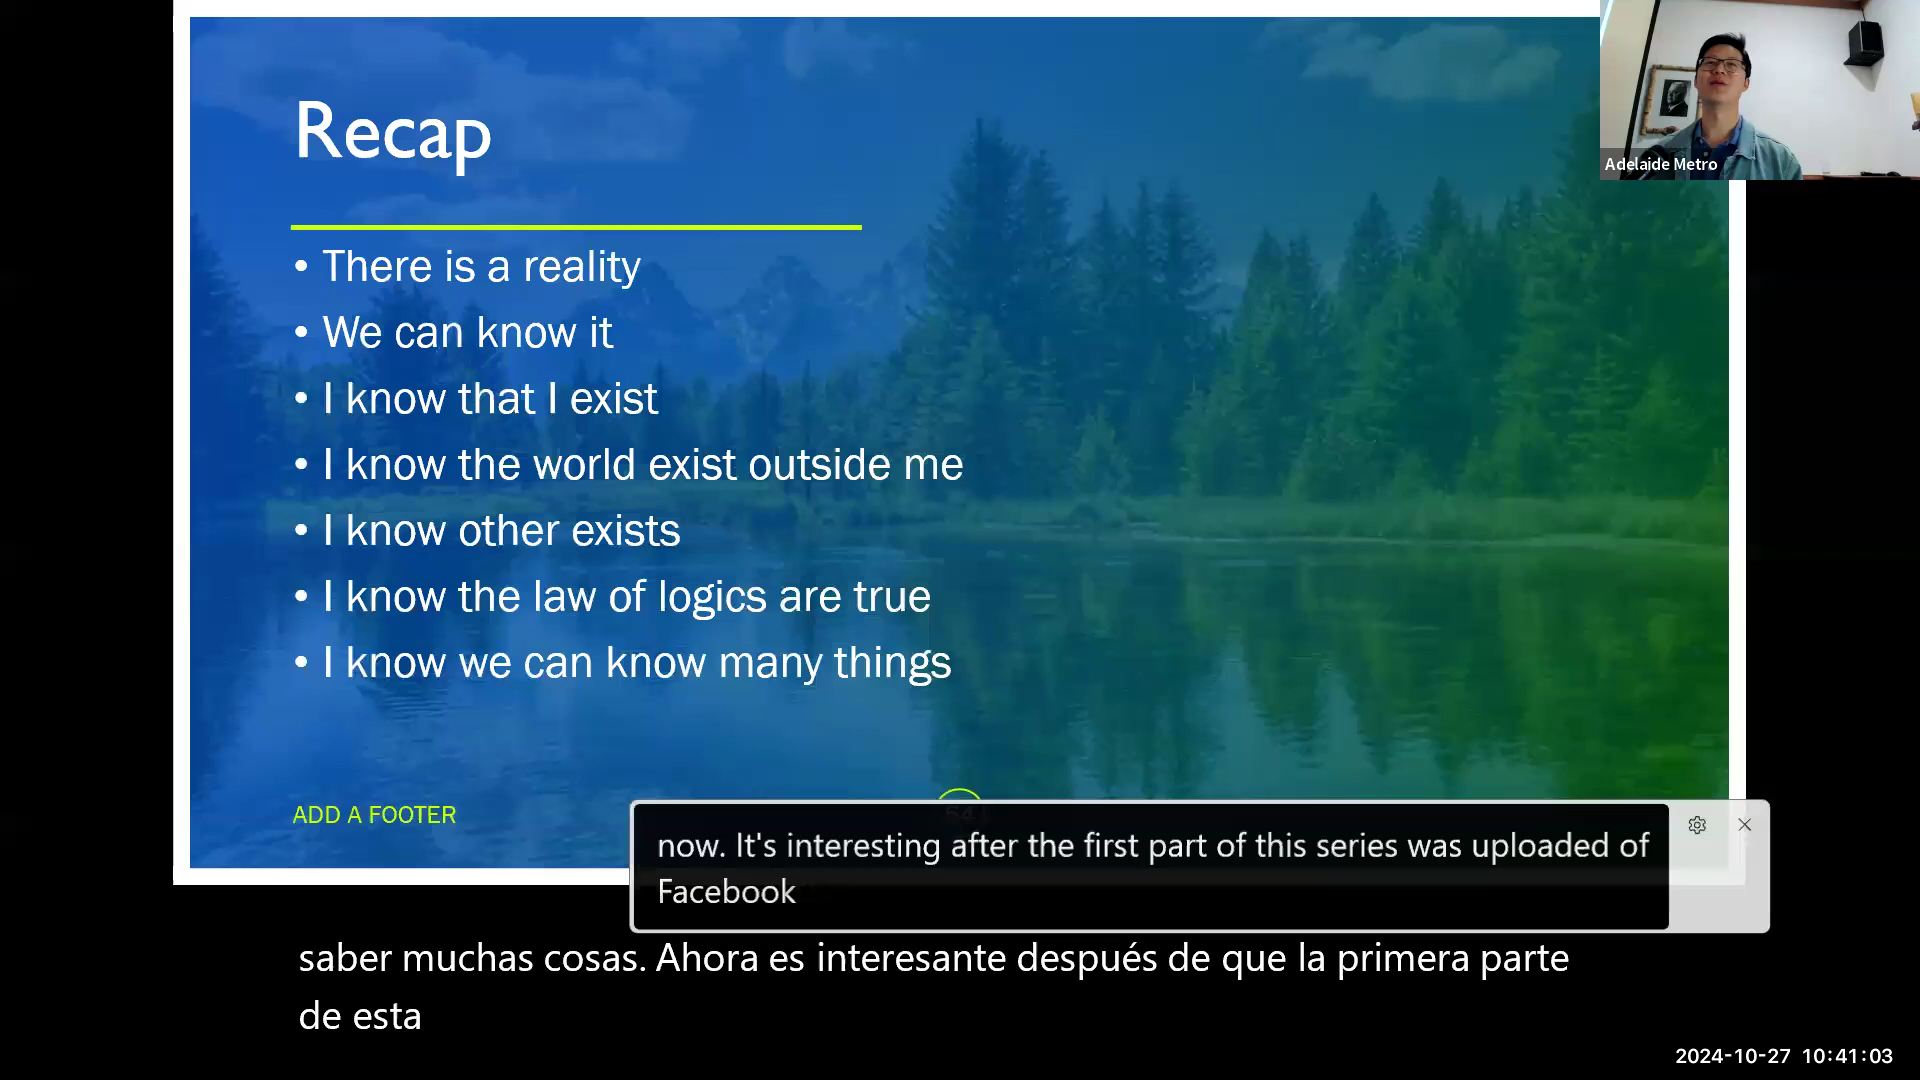 Recap
• There is a reality
• We can know it
• I know that I exist
• I know the world exist outside me
• I know other exists
• I know the law of logics are true
• I know we can know many things
ADD A FOOTER
Adelaide Metro
now. It's interesting after the first part of this series was uploaded of
Facebook
saber muchas cosas. Ahora es interesante después de que la primera parte
de esta
2024-10-27 10:41:03